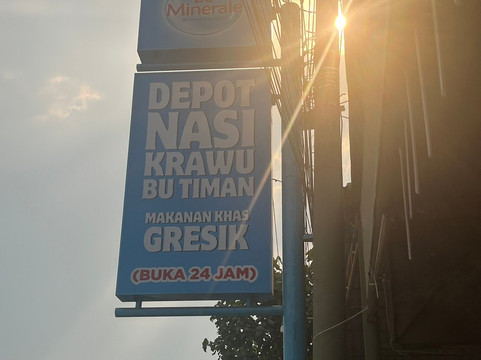 Minerale
DEPOT
NASI
KRAWU
BU TIMAN
MAKANAN KHAS
GRESIK
(BUKA 24 JAM)